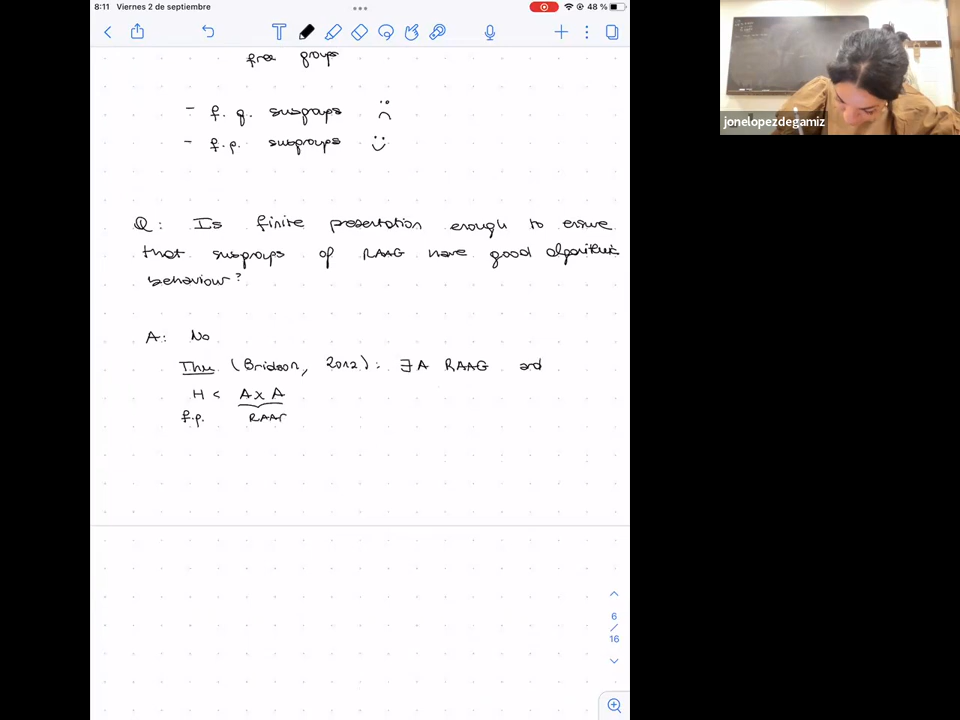 8:11 Viernes 2 de septiembre
48 %
free groups
- f. g. subgroups
- f.p. subgroups
Q: Is finite presentation enough to ensure
that subgroups of RAAG have good algorithmic
behaviour?
A: No
Thm (Bridson, 2012): ∃ A RAAG and
H < A x A
f.p. RAAG
6
/
16
jonelopezdegamiz